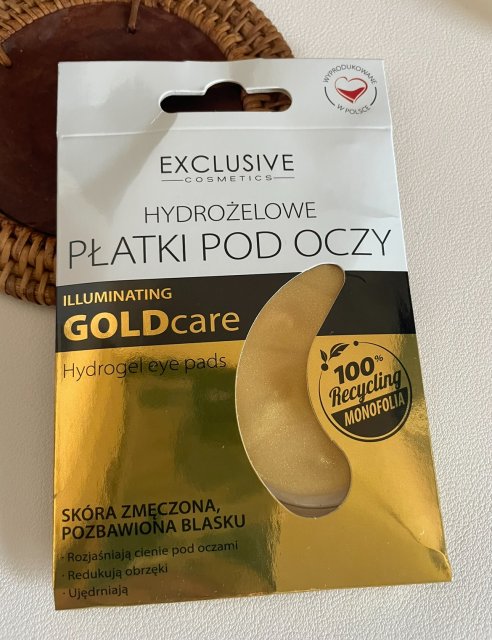 WYPRODUKOWANE
W POLSCE
EXCLUSIVE
COSMETICS
HYDROŻELOWE
PŁATKI POD OCZY
ILLUMINATING
GOLDcare
Hydrogel eye pads
100%
Recycling
MONOFOLIA
SKÓRA ZMĘCZONA,
POZBAWIONA BLASKU
· Rozjaśniają cienie pod oczami
· Redukują obrzęki
· Ujędrniają